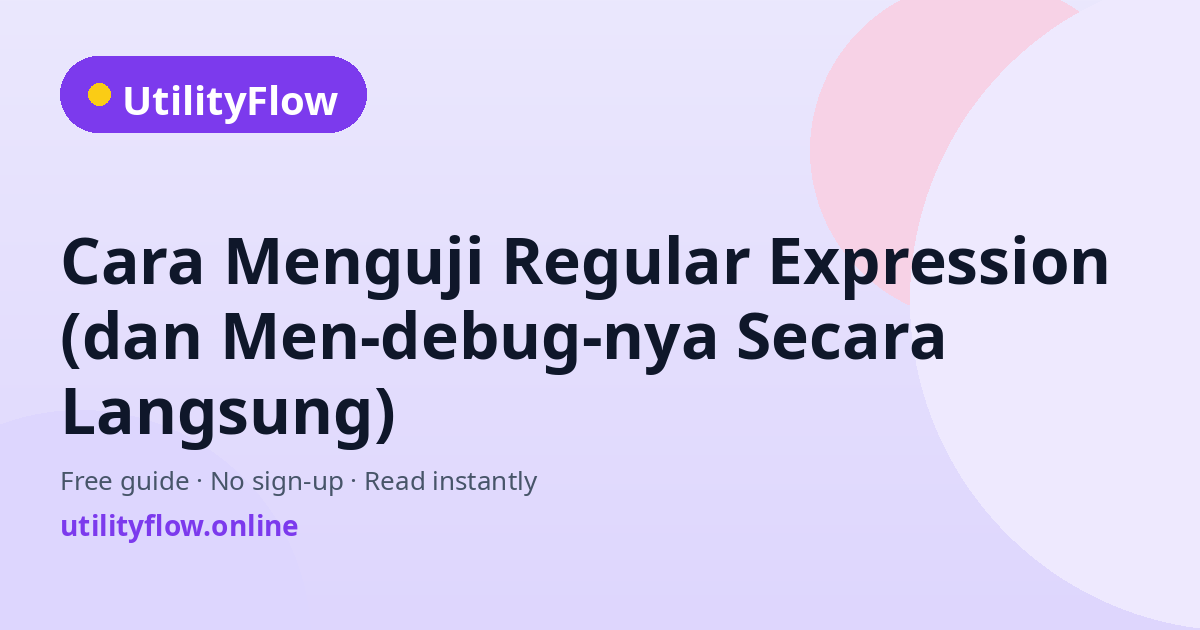 UtilityFlow
Cara Menguji Regular Expression
(dan Men-debug-nya Secara
Langsung)
Free guide · No sign-up · Read instantly
utilityflow.online